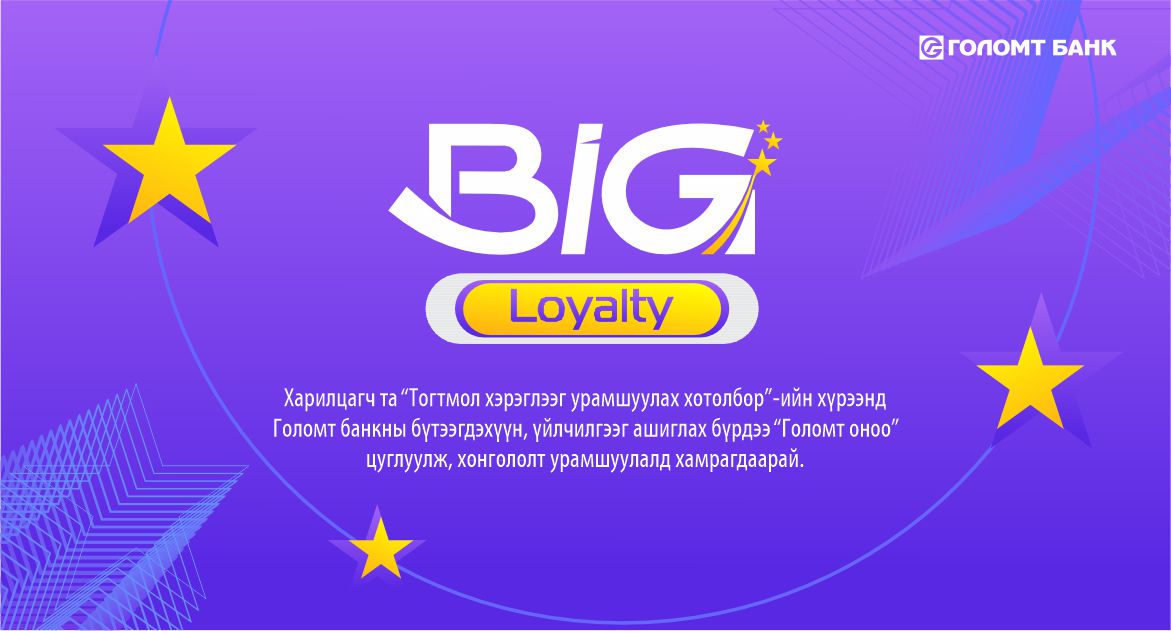 ГОЛОМТ БАНК
BIG
Loyalty
Харилцагч та “Тогтмол хэрэглээг урамшуулах хотолбор”-ийн хүрээнд
Голомт банкны бүтээгдэхүүн, үйлчилгээг ашиглах бүрдээ “Голомт оноо”
цуглуулж, хонгололт урамшуулалд хамрагдаарай.